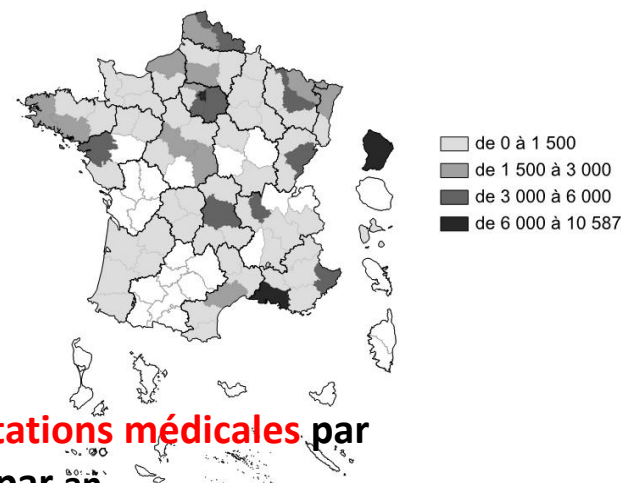 de 0 à 1 500
de 1 500 à 3 000
de 3 000 à 6 000
de 6 000 à 10 587
médicales par